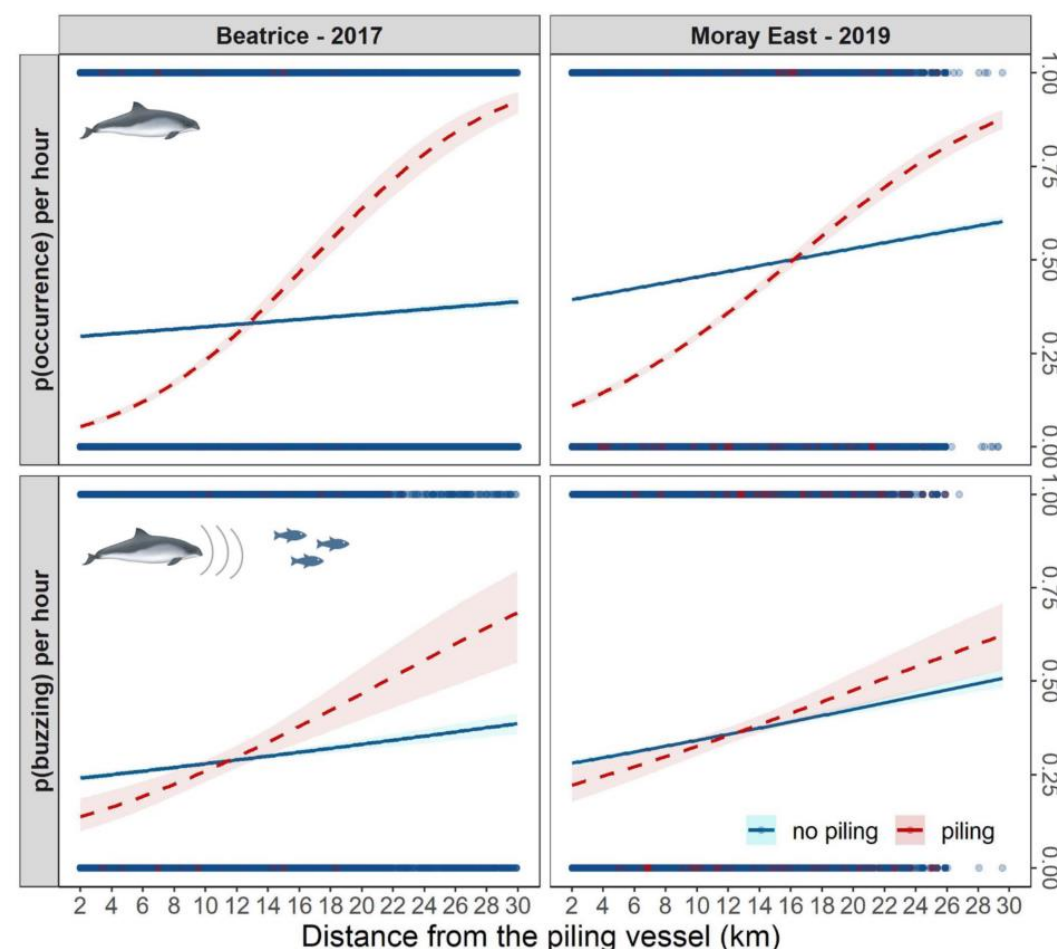 Beatrice - 2017
Moray East - 2019
p(occurrence) per hour
1.00
0.75
0.50
0.25
0.00
p(buzzing) per hour
1.00
0.75
0.50
0.25
0.00
no piling
piling
2 4 6 8 10 12 14 16 18 20 22 24 26 28 30
2 4 6 8 10 12 14 16 18 20 22 24 26 28 30
Distance from the piling vessel (km)